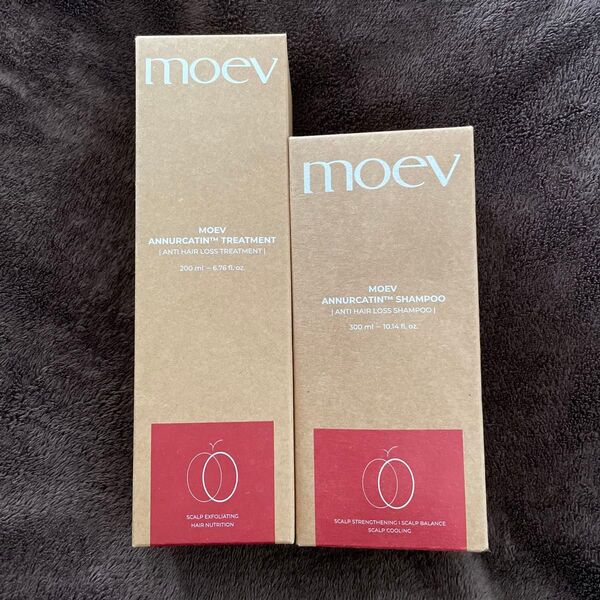 moev
MOEV
ANNURCATIN™ TREATMENT
| ANTI HAIR LOSS TREATMENT |
200 ml – 6.76 fl. oz.
SCALP EXFOLIATING
HAIR NUTRITION
moev
MOEV
ANNURCATIN™ SHAMPOO
| ANTI HAIR LOSS SHAMPOO |
300 ml – 10.14 fl. oz.
SCALP STRENGTHENING | SCALP BALANCE
SCALP COOLING